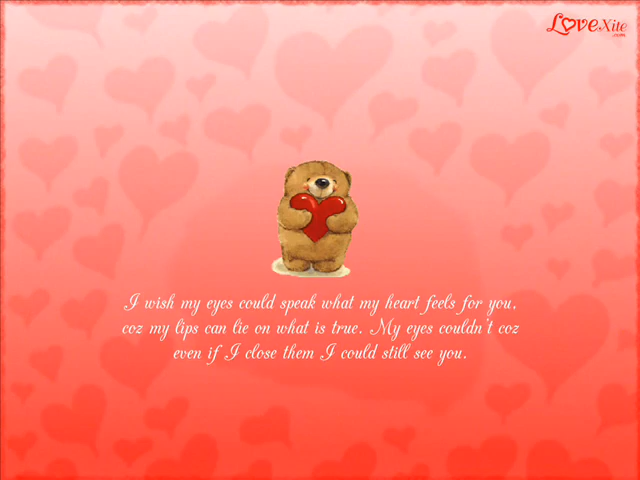 LoveXite
.com
I wish my eyes could speak what my heart feels for you,
coz my lips can lie on what is true. My eyes couldn't coz
even if I close them I could still see you.